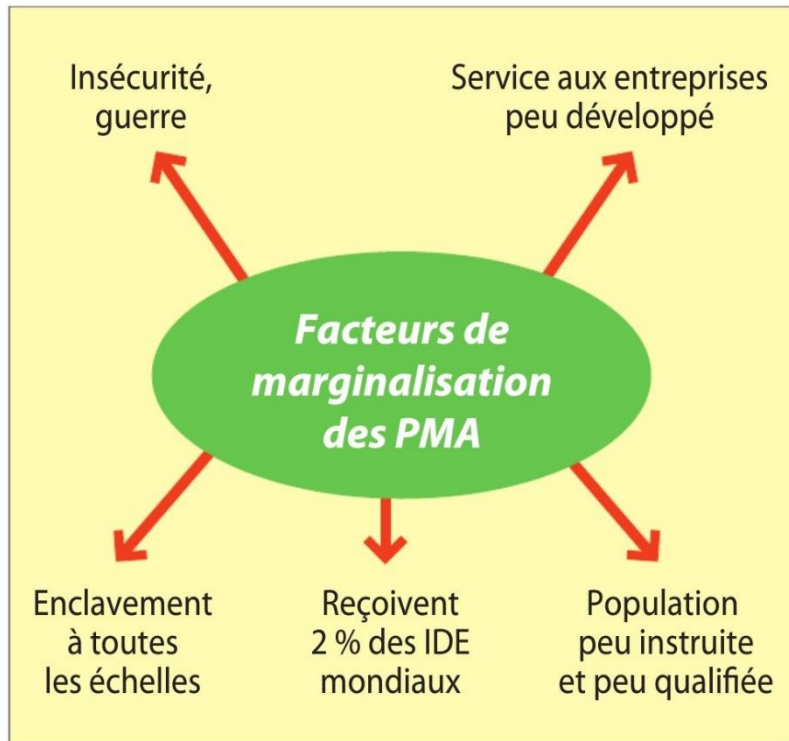 Insécurité,
guerre
Service aux entreprises
peu développé
Facteurs de
marginalisation
des PMA
Enclavement
à toutes
les échelles
Reçoivent
2 % des IDE
mondiaux
Population
peu instruite
et peu qualifiée